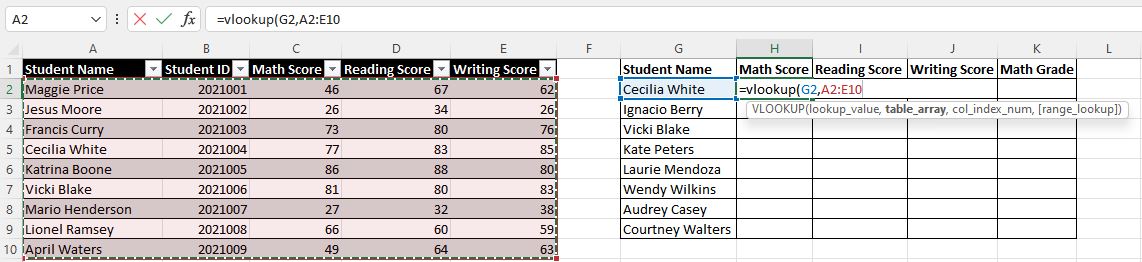 A2 fx =vlookup(G2,A2:E10
A B C D E F G H I J K L
1 Student Name Student ID Math Score Reading Score Writing Score Student Name Math Score Reading Score Writing Score Math Grade
2 Maggie Price 2021001 46 67 62 Cecilia White =vlookup(G2,A2:E10
3 Jesus Moore 2021002 26 34 26 Ignacio Berry VLOOKUP(lookup_value, table_array, col_index_num, [range_lookup])
4 Francis Curry 2021003 73 80 76 Vicki Blake
5 Cecilia White 2021004 77 83 85 Kate Peters
6 Katrina Boone 2021005 86 88 80 Laurie Mendoza
7 Vicki Blake 2021006 81 80 83 Wendy Wilkins
8 Mario Henderson 2021007 27 32 38 Audrey Casey
9 Lionel Ramsey 2021008 66 60 59 Courtney Walters
10 April Waters 2021009 49 64 63